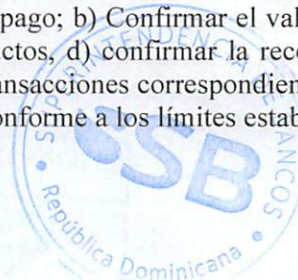 pago; b) Confirmar el val
ctos, d) confirmar la reco
ansacciones correspondien
onforme a los límites estab
SUPERINTENDENCIA DE BANCOS
SB
República Dominicana